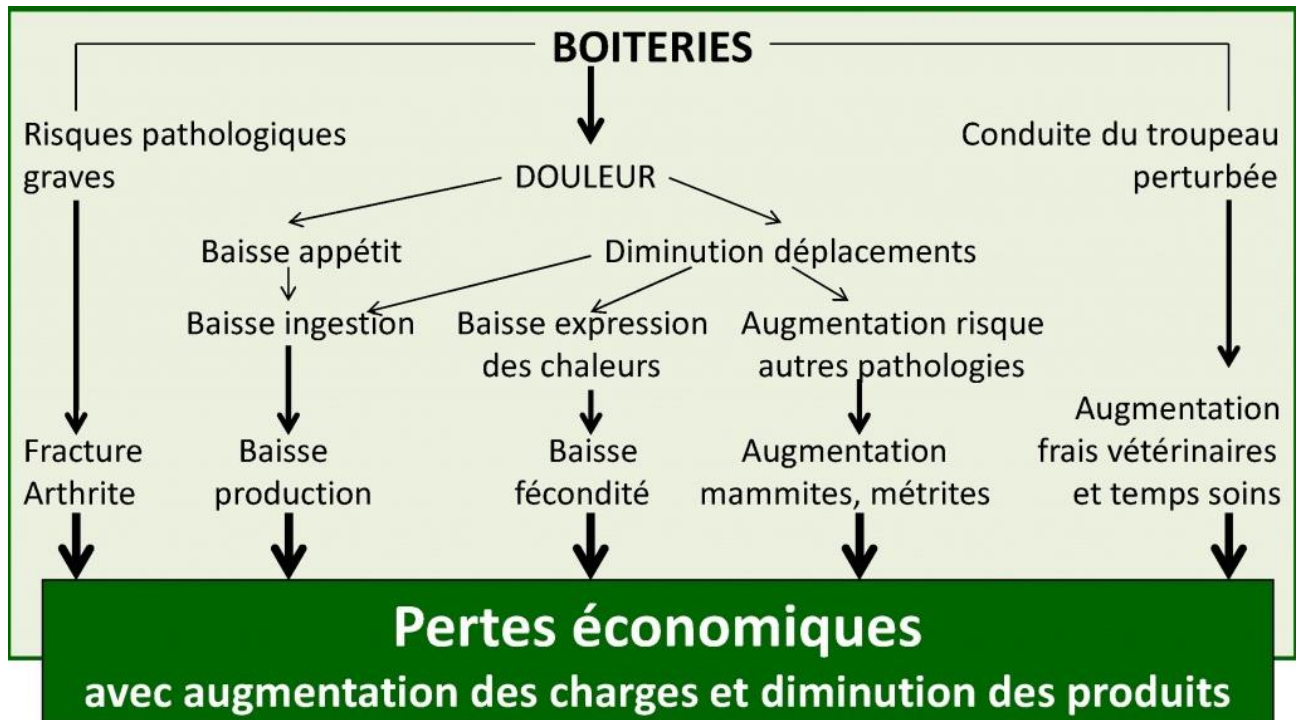 BOITERIES
Risques pathologiques
graves
Conduite du troupeau
perturbée
DOULEUR
Baisse appétit
Diminution déplacements
Baisse ingestion
Baisse expression
des chaleurs
Augmentation risque
autres pathologies
Fracture
Arthrite
Baisse
production
Baisse
fécondité
Augmentation
mammites, métrites
Augmentation
frais vétérinaires
et temps soins
Pertes économiques
avec augmentation des charges et diminution des produits